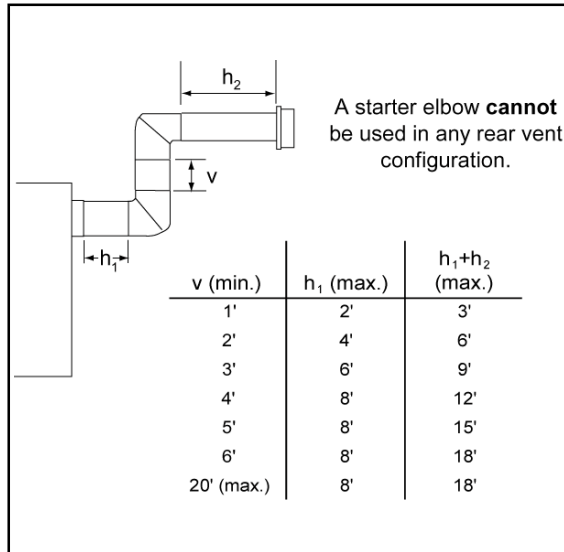 h₂
A starter elbow cannot
be used in any rear vent
configuration.
v
h₁
v (min.) h₁ (max.) h₁+h₂ (max.)
1' 2' 3'
2' 4' 6'
3' 6' 9'
4' 8' 12'
5' 8' 15'
6' 8' 18'
20' (max.) 8' 18'